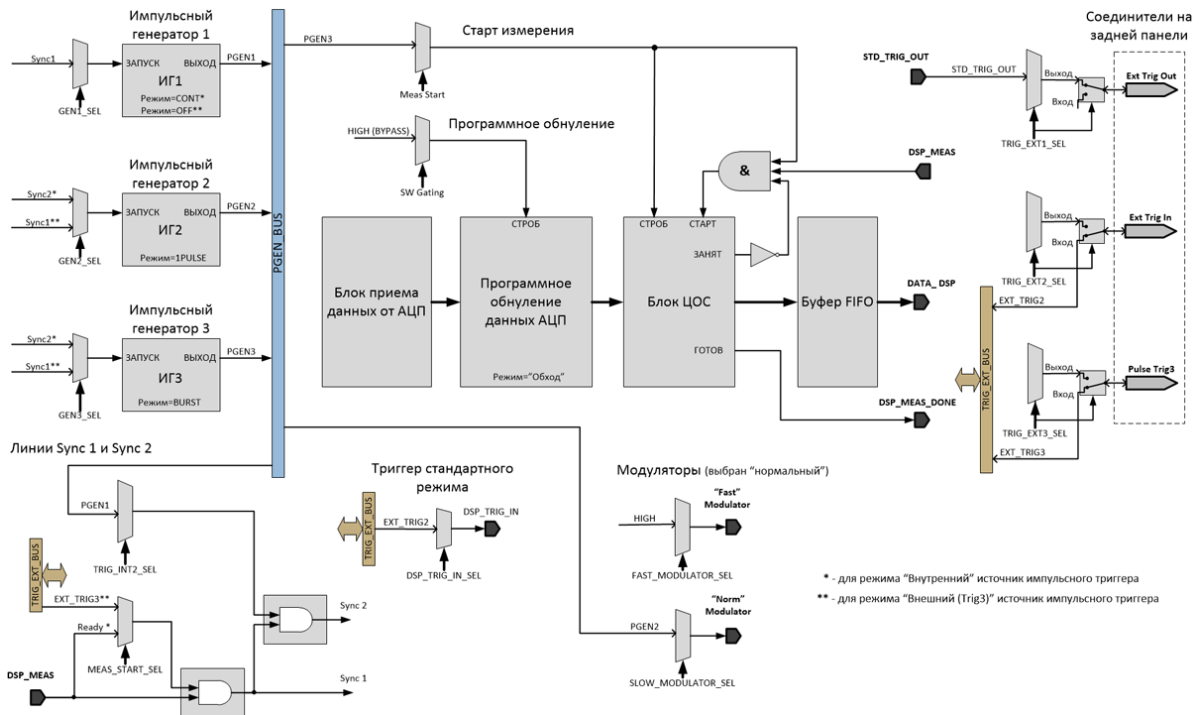 Импульсный
генератор 1
Sync1
GEN1_SEL
ЗАПУСК ВЫХОД
ИГ1
Режим=CONT*
Режим=OFF**
PGEN1
Импульсный
генератор 2
Sync2*
Sync1**
GEN2_SEL
ЗАПУСК ВЫХОД
ИГ2
Режим=1PULSE
PGEN2
Импульсный
генератор 3
Sync2*
Sync1**
GEN3_SEL
ЗАПУСК ВЫХОД
ИГ3
Режим=BURST
PGEN3
PGEN_BUS
PGEN3
Старт измерения
Meas Start
Программное обнуление
HIGH (BYPASS)
SW Gating
&
DSP_MEAS
Блок приема
данных от АЦП
СТРОБ
Программное
обнуление
данных АЦП
Режим="Обход"
СТРОБ СТАРТ
ЗАНЯТ
Блок ЦОС
ГОТОВ
Буфер FIFO
DATA_ DSP
DSP_MEAS_DONE
Соединители на
задней панели
STD_TRIG_OUT
STD_TRIG_OUT
Выход
Вход
TRIG_EXT1_SEL
Ext Trig Out
Выход
Вход
TRIG_EXT2_SEL
Ext Trig In
EXT_TRIG2
TRIG_EXT_BUS
Выход
Вход
TRIG_EXT3_SEL
Pulse Trig3
EXT_TRIG3
Линии Sync 1 и Sync 2
PGEN1
TRIG_INT2_SEL
TRIG_EXT_BUS
EXT_TRIG3**
Ready *
MEAS_START_SEL
DSP_MEAS
Sync 2
Sync 1
Триггер стандартного
режима
TRIG_EXT_BUS
EXT_TRIG2
DSP_TRIG_IN
DSP_TRIG_IN_SEL
Модуляторы (выбран "нормальный")
HIGH
"Fast"
Modulator
FAST_MODULATOR_SEL
PGEN2
"Norm"
Modulator
SLOW_MODULATOR_SEL
* - для режима "Внутренний" источник импульсного триггера
** - для режима "Внешний (Trig3)" источник импульсного триггера